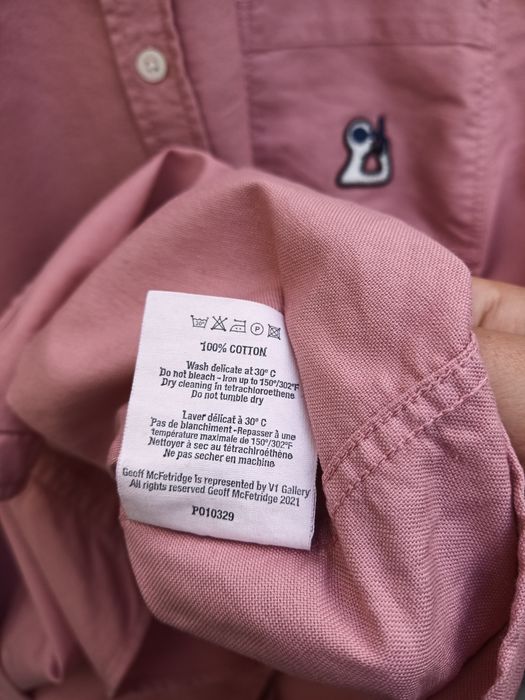 100% COTTON
Wash delicate at 30° C
Do not bleach - Iron up to 150°/302°F
Dry cleaning in tetrachloroethene
Do not tumble dry
Laver délicat à 30° C
Pas de blanchiment - Repasser à une
température maximale de 150°/302°F
Nettoyer à sec au tétrachloroéthène
Ne pas secher en machine
Geoff McFetridge is represented by V1 Gallery
All rights reserved Geoff McFetridge 2021
P010329